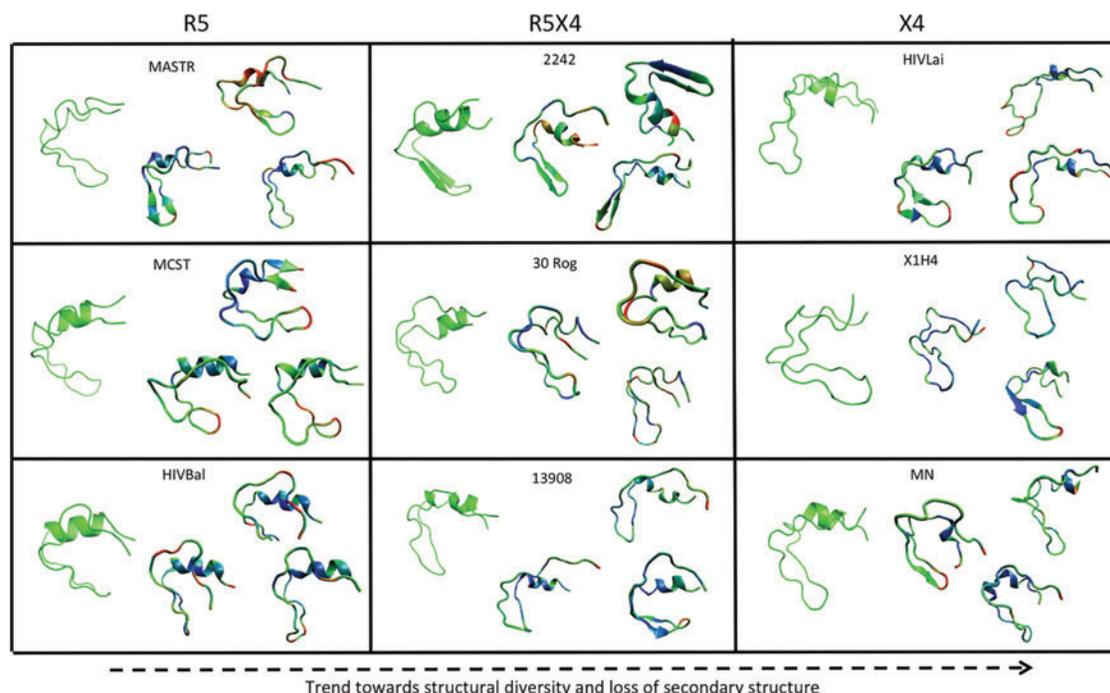 R5 R5X4 X4
MASTR 2242 HIVLai
MCST 30 Rog X1H4
HIVBal 13908 MN
Trend towards structural diversity and loss of secondary structure